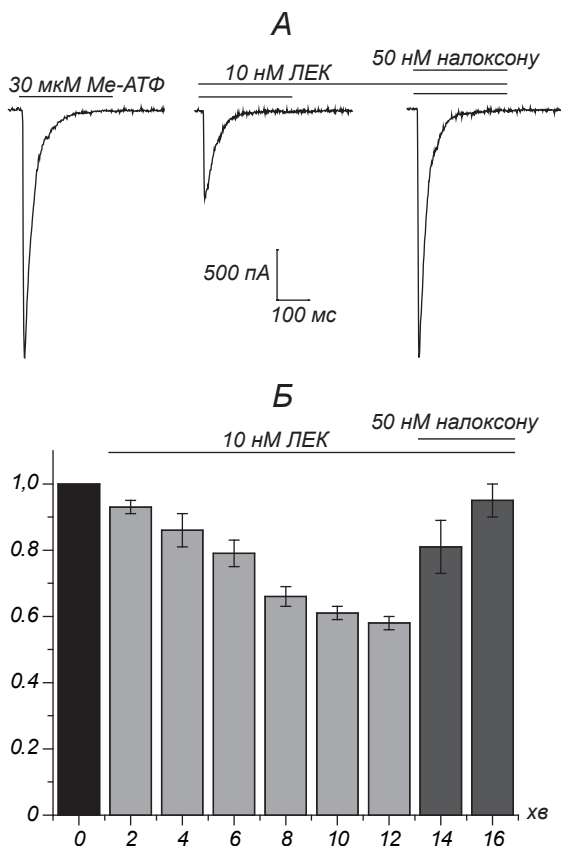 А
50 нМ налоксону
30 мкМ Ме-АТФ
10 нМ ЛЕК
500 пА
100 мс
Б
50 нМ налоксону
10 нМ ЛЕК
1,0
0.8
0.6
0.4
0.2
0
0 2 4 6 8 10 12 14 16 хв